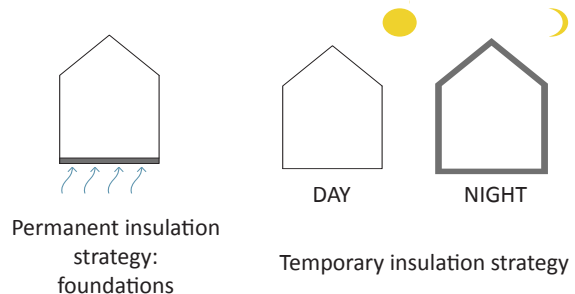 DAY
NIGHT
Permanent insulation
strategy:
foundations
Temporary insulation strategy